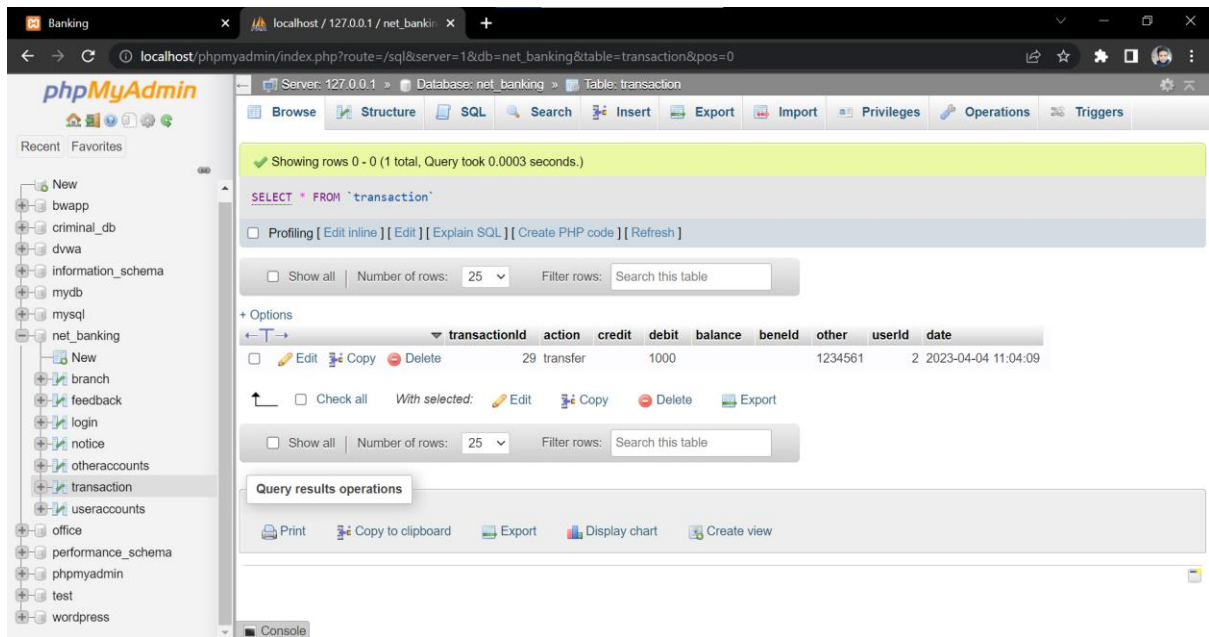 Banking
localhost / 127.0.0.1 / net_bankin
localhost/phpmyadmin/index.php?route=/sql&server=1&db=net_banking&table=transaction&pos=0
phpMyAdmin
Recent Favorites
New
bwapp
criminal_db
dvwa
information_schema
mydb
mysql
net_banking
New
branch
feedback
login
notice
otheraccounts
transaction
useraccounts
office
performance_schema
phpmyadmin
test
wordpress
Server: 127.0.0.1 » Database: net_banking » Table: transaction
Browse Structure SQL Search Insert Export Import Privileges Operations Triggers
Showing rows 0 - 0 (1 total, Query took 0.0003 seconds.)
SELECT * FROM `transaction`
Profiling [ Edit inline ] [ Edit ] [ Explain SQL ] [ Create PHP code ] [ Refresh ]
Show all | Number of rows: 25 Filter rows: Search this table
+ Options
transactionId action credit debit balance beneId other userId date
Edit Copy Delete 29 transfer 1000 1234561 2 2023-04-04 11:04:09
Check all With selected: Edit Copy Delete Export
Show all | Number of rows: 25 Filter rows: Search this table
Query results operations
Print Copy to clipboard Export Display chart Create view
Console